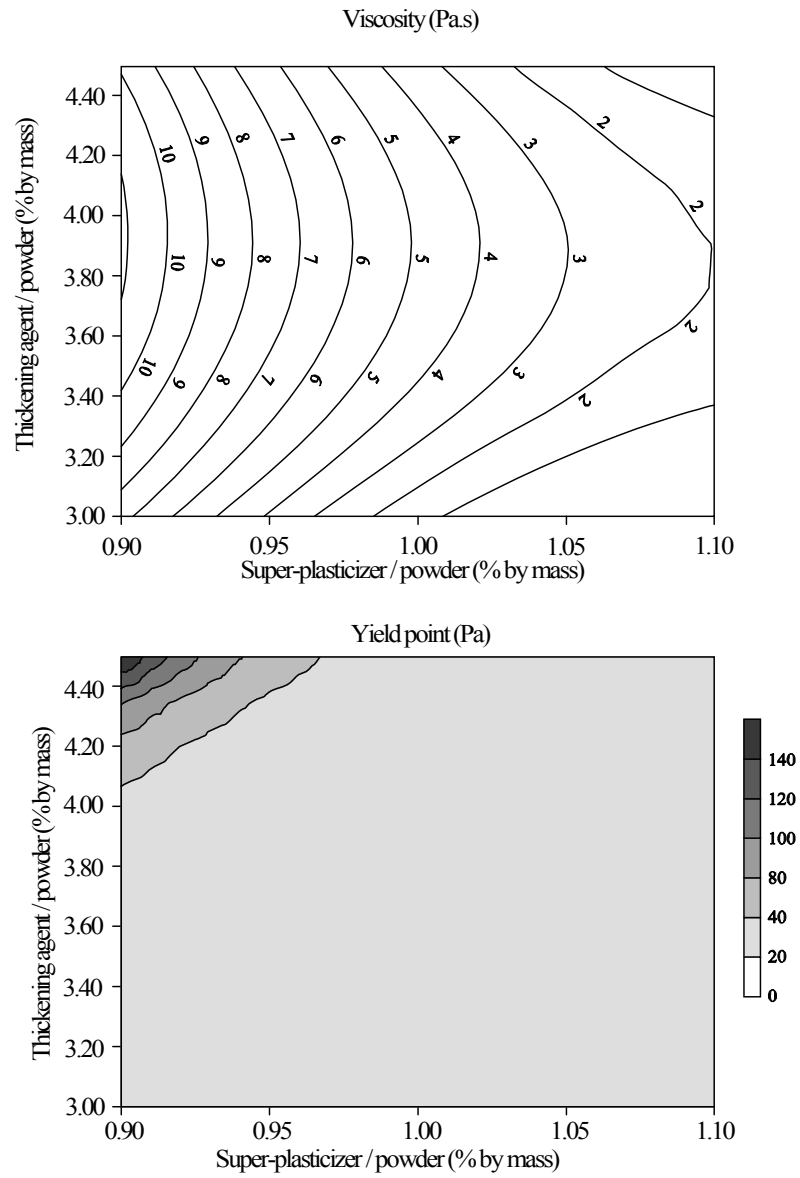 Viscosity (Pa.s)
Thickening agent / powder (% by mass)
4.40
4.20
4.00
3.80
3.60
3.40
3.20
3.00
10 9 8 7 6 5 4 3 2
2
10 9 8 7 6 5 4 3
2
10 9 8 7 6 5 4 3 2
0.90 0.95 1.00 1.05 1.10
Super-plasticizer / powder (% by mass)
Yield point (Pa)
Thickening agent / powder (% by mass)
4.40
4.20
4.00
3.80
3.60
3.40
3.20
3.00
0.90 0.95 1.00 1.05 1.10
Super-plasticizer / powder (% by mass)
140
120
100
80
40
20
0